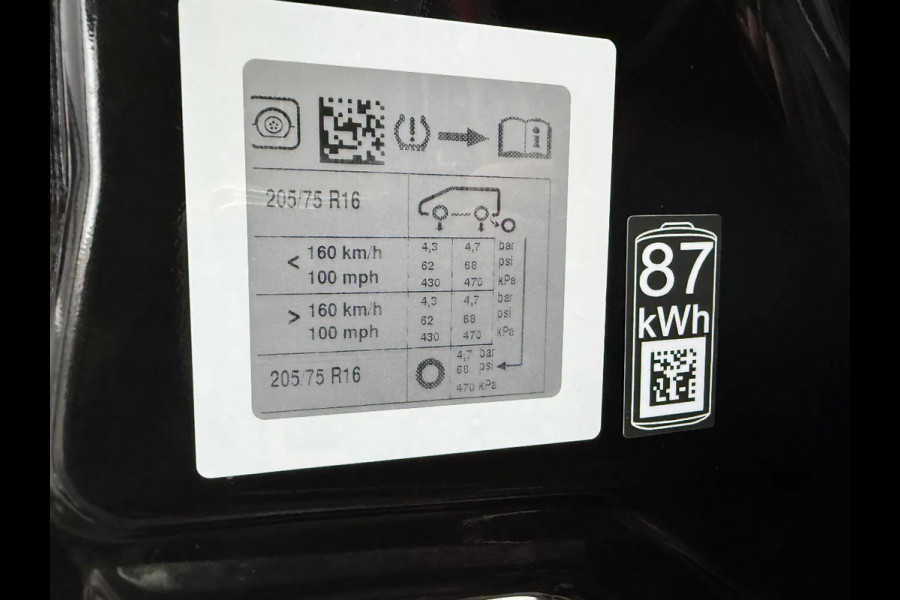 205/75 R16
< 160 km/h 4,3 4,7 bar
100 mph 62 68 psi
430 470 kPa
> 160 km/h 4,3 4,7 bar
100 mph 62 68 psi
430 470 kPa
205/75 R16 4,7 bar
68 psi
470 kPa
87
kWh